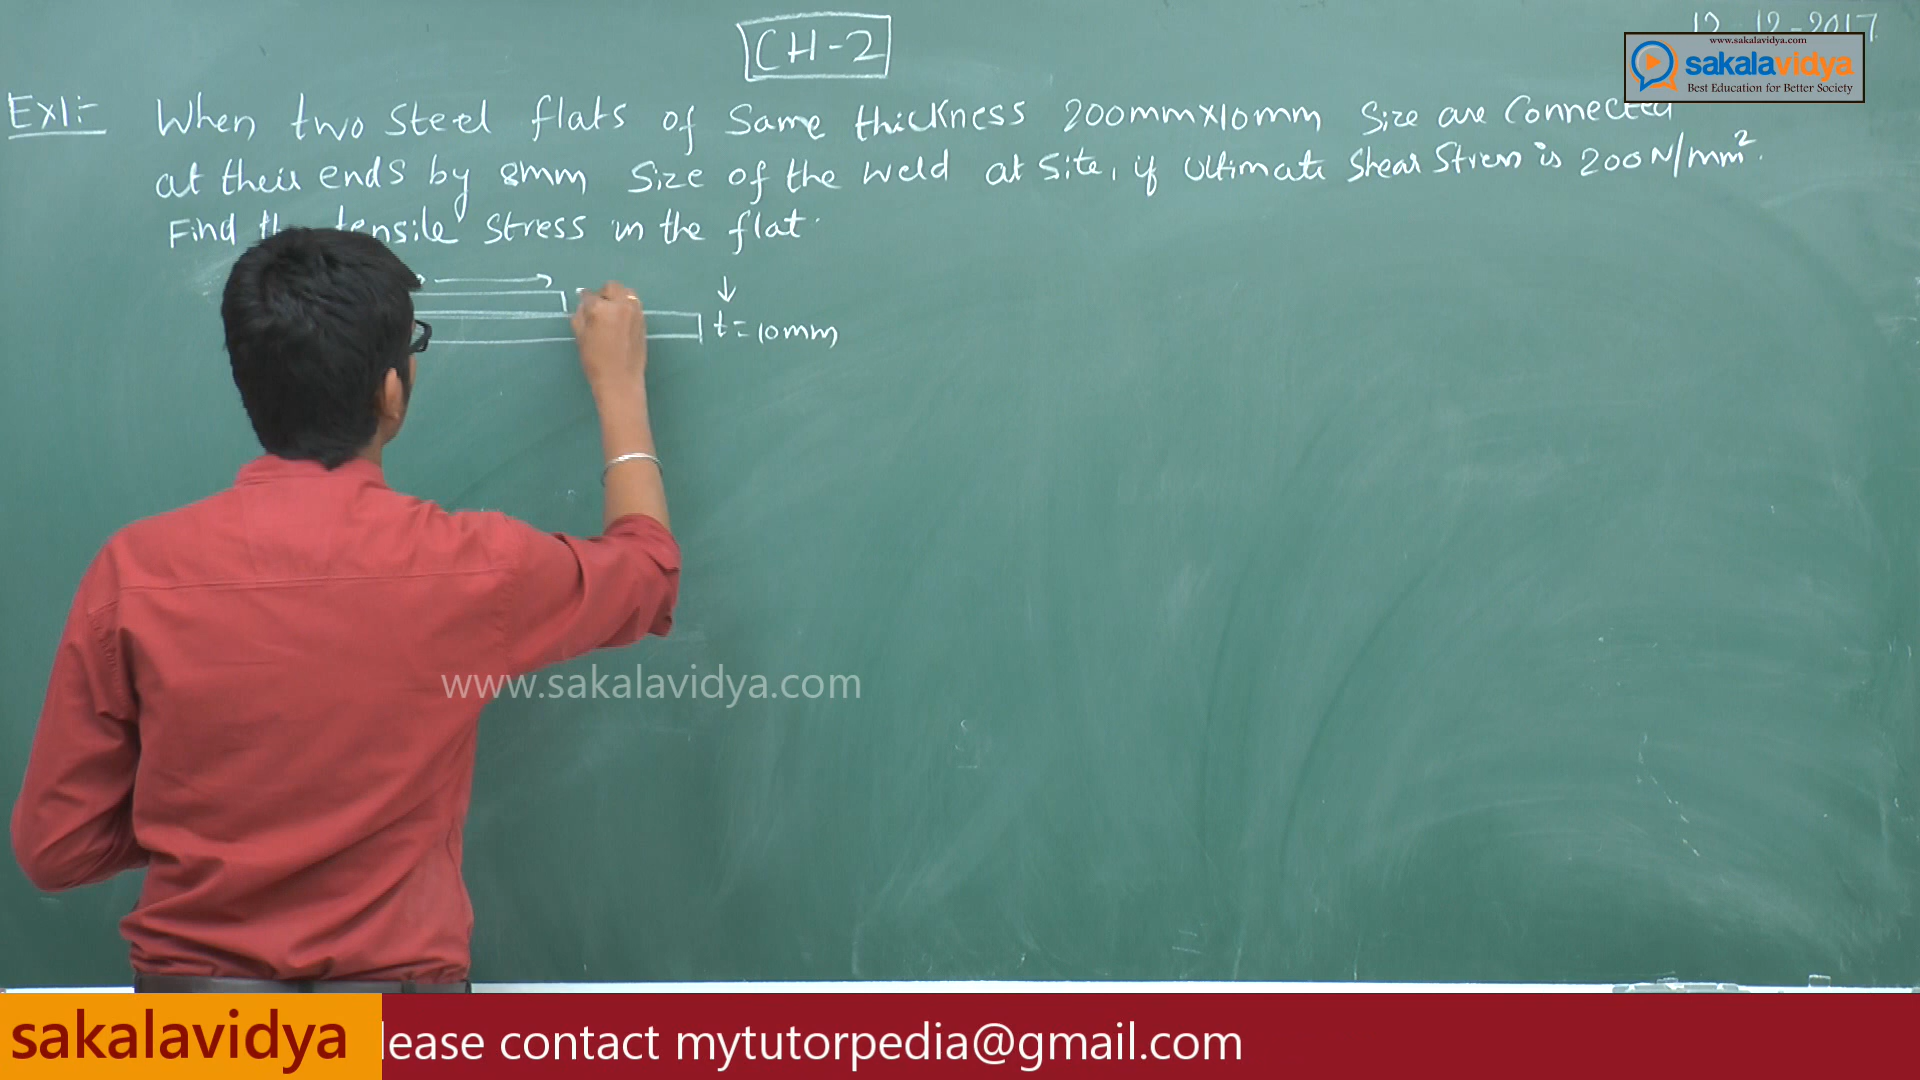 CH-2
12-12-2017
www.sakalavidya.com
sakalavidya
Best Education for Better Society
Ex1:- When two Steel flats of Same thickness 200mmx10mm Size are Connected
at their ends by 8mm Size of the weld at Site, if Ultimate Shear Stress is 200N/mm².
Find tensile Stress in the flat.
t=10mm
www.sakalavidya.com
sakalavidya
lease contact mytutorpedia@gmail.com